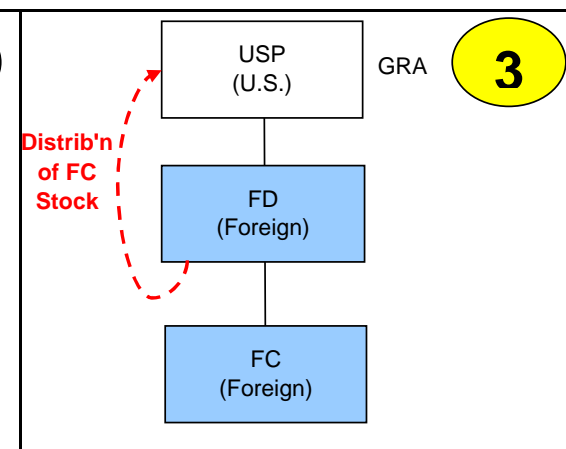 USP
(U.S.)
GRA
3
Distrib'n
of FC
Stock
FD
(Foreign)
FC
(Foreign)